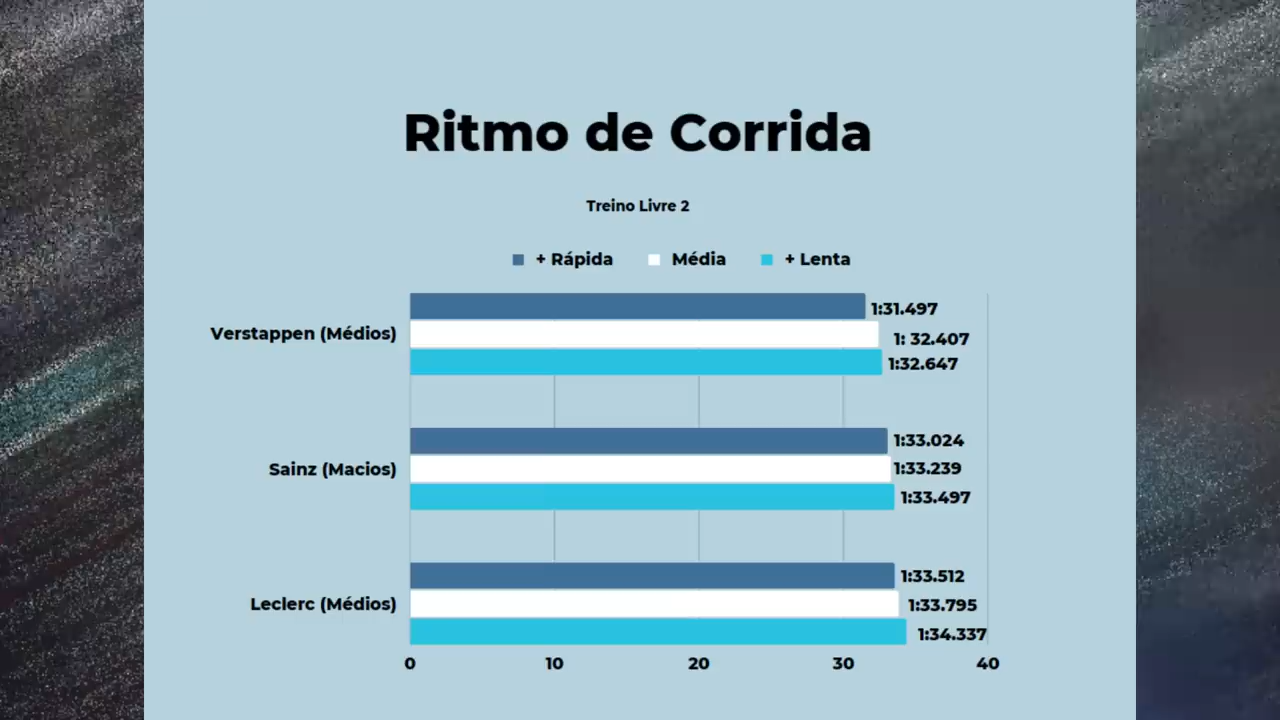 Ritmo de Corrida
Treino Livre 2
+ Rápida Média + Lenta
Verstappen (Médios)
1:31.497
1: 32.407
1:32.647
Sainz (Macios)
1:33.024
1:33.239
1:33.497
Leclerc (Médios)
1:33.512
1:33.795
1:34.337
0 10 20 30 40